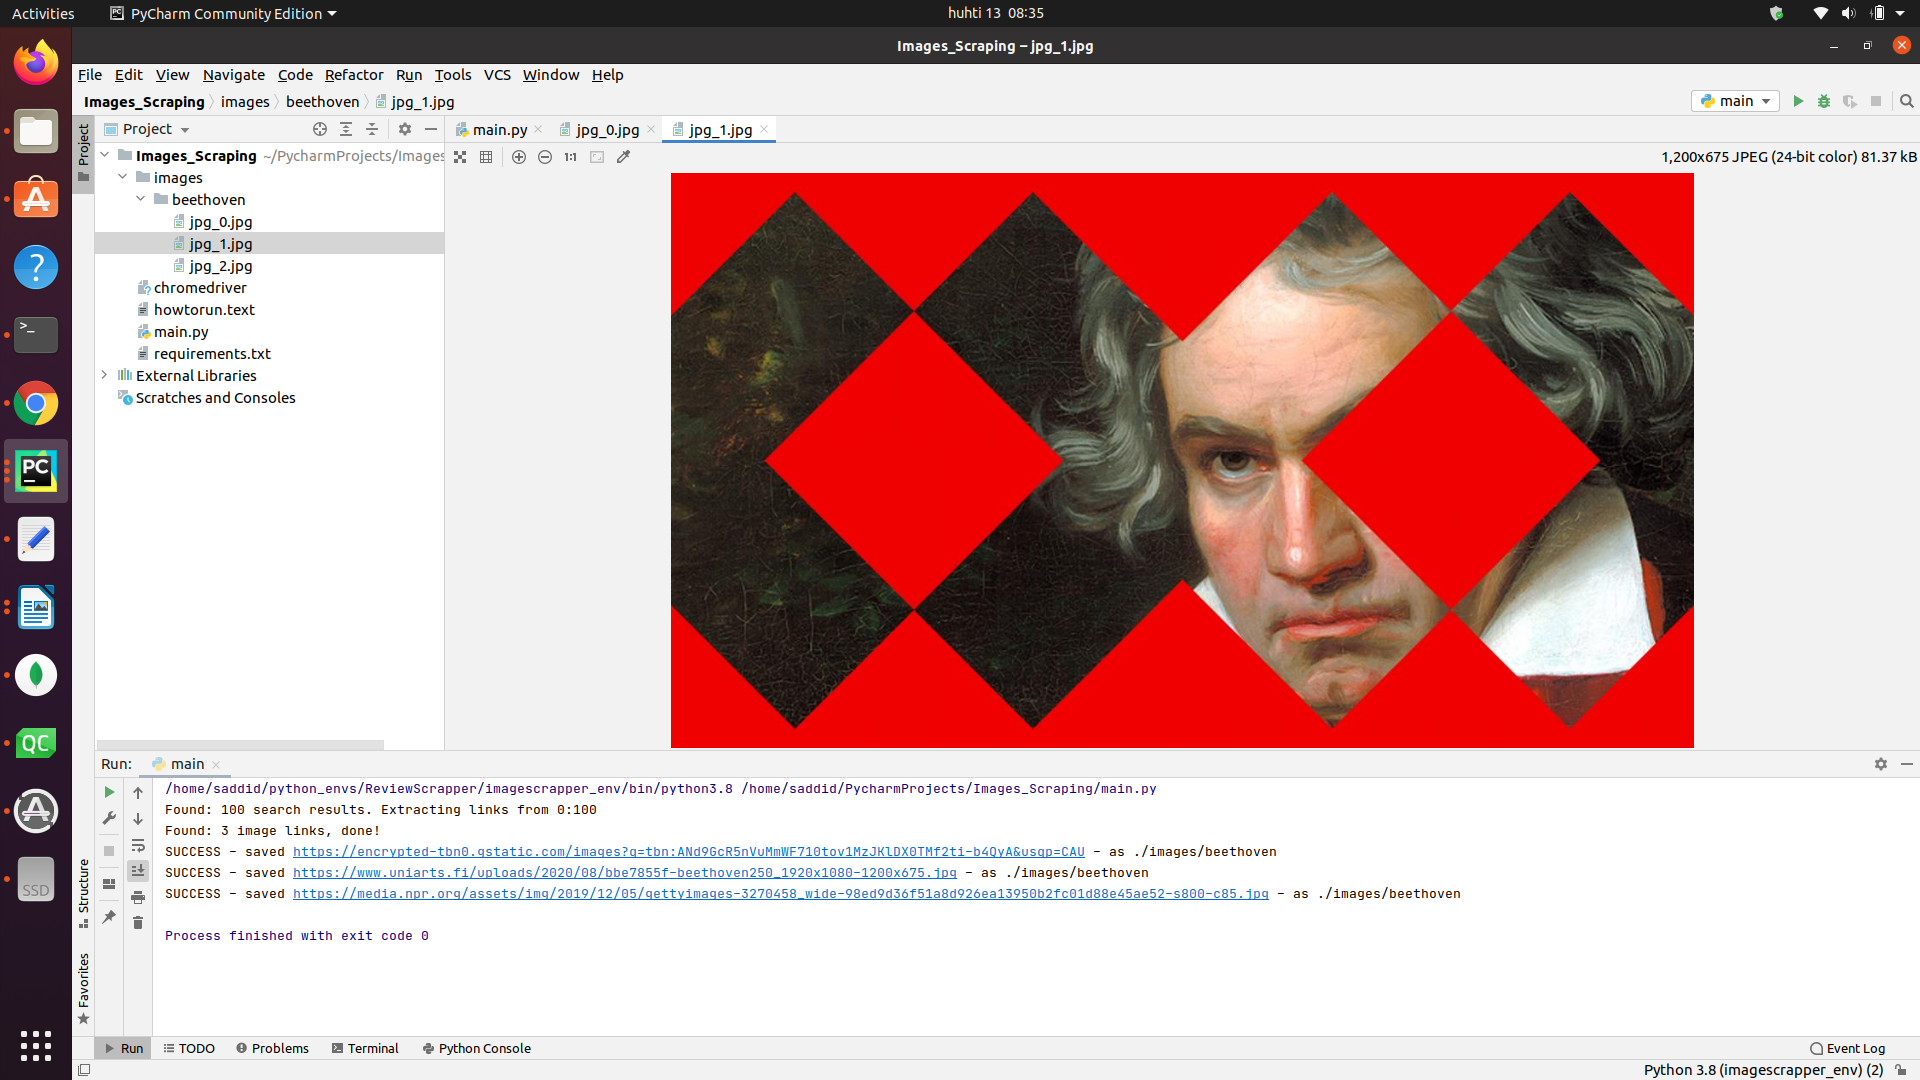 Activities PyCharm Community Edition huhti 13 08:35
Images_Scraping – jpg_1.jpg
File Edit View Navigate Code Refactor Run Tools VCS Window Help
Images_Scraping images beethoven jpg_1.jpg main
Project main.py jpg_0.jpg jpg_1.jpg
Project
1:1 1,200x675 JPEG (24-bit color) 81.37 kB
Images_Scraping ~/PycharmProjects/Images
images
beethoven
jpg_0.jpg
jpg_1.jpg
jpg_2.jpg
chromedriver
howtorun.text
main.py
requirements.txt
External Libraries
Scratches and Consoles
PC
QC
SSD
Run: main
/home/saddid/python_envs/ReviewScrapper/imagescrapper_env/bin/python3.8 /home/saddid/PycharmProjects/Images_Scraping/main.py
Found: 100 search results. Extracting links from 0:100
Found: 3 image links, done!
SUCCESS - saved https://encrypted-tbn0.gstatic.com/images?q=tbn:ANd9GcR5nVuMmWF710tov1MzJKlDX0TMf2ti-b4QyA&usqp=CAU - as ./images/beethoven
SUCCESS - saved https://www.uniarts.fi/uploads/2020/08/bbe7855f-beethoven250_1920x1080-1200x675.jpg - as ./images/beethoven
SUCCESS - saved https://media.npr.org/assets/img/2019/12/05/gettyimages-3270458_wide-98ed9d36f51a8d926ea13950b2fc01d88e45ae52-s800-c85.jpg - as ./images/beethoven
Process finished with exit code 0
Structure
Favorites
Run TODO Problems Terminal Python Console Event Log
Python 3.8 (imagescrapper_env) (2)